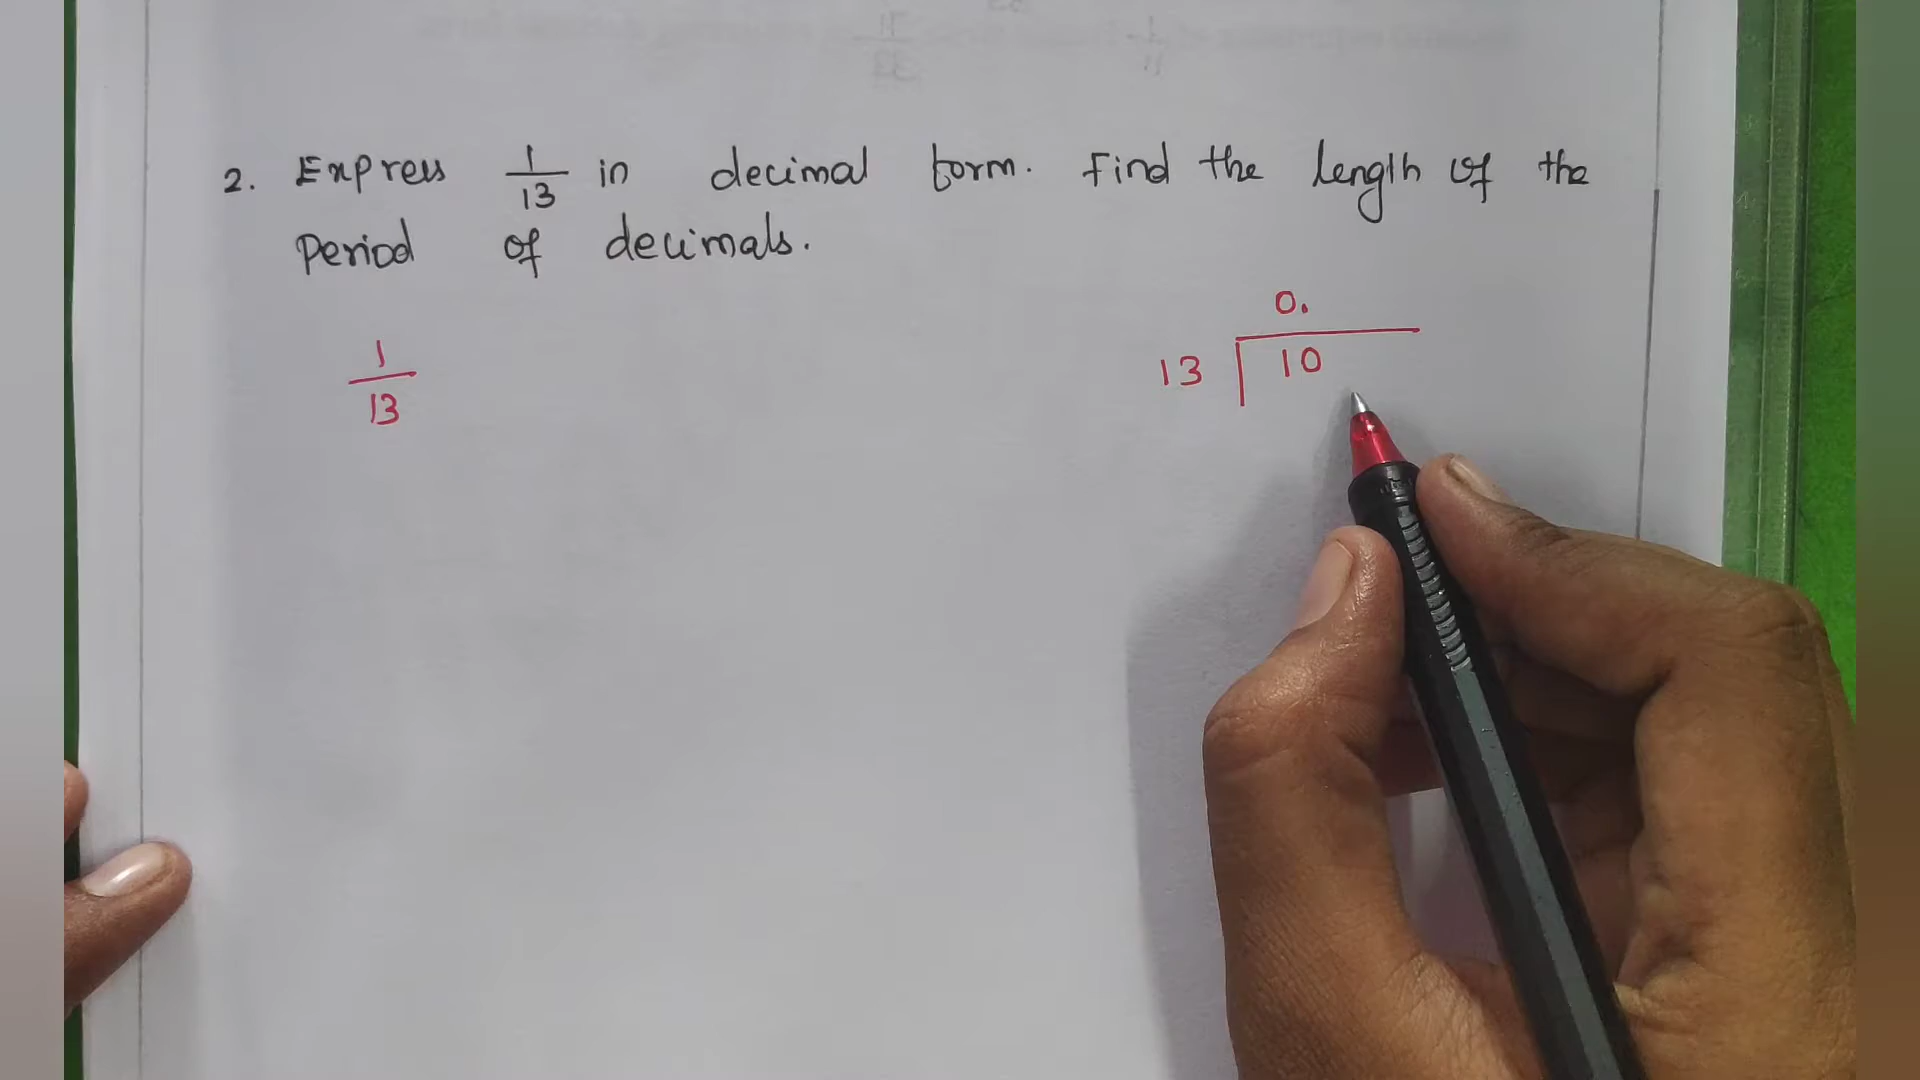 2. Express 1/13 in decimal form. Find the length of the
Period of decimals.
0.
1/13
13 10